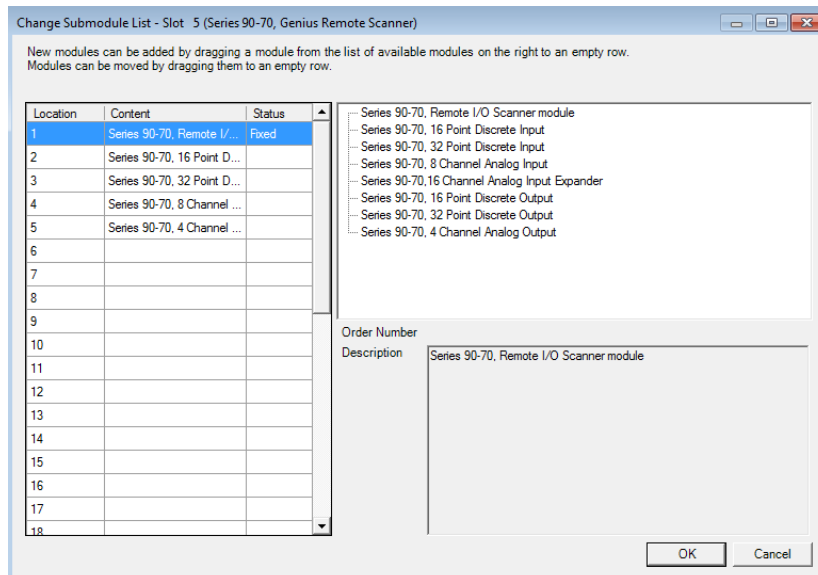 Change Submodule List - Slot 5 (Series 90-70, Genius Remote Scanner)
New modules can be added by dragging a module from the list of available modules on the right to an empty row.
Modules can be moved by dragging them to an empty row.
Location Content Status
1 Series 90-70, Remote I/... Fixed
2 Series 90-70, 16 Point D...
3 Series 90-70, 32 Point D...
4 Series 90-70, 8 Channel ...
5 Series 90-70, 4 Channel ...
6
7
8
9
10
11
12
13
14
15
16
17
18
Series 90-70, Remote I/O Scanner module
Series 90-70, 16 Point Discrete Input
Series 90-70, 32 Point Discrete Input
Series 90-70, 8 Channel Analog Input
Series 90-70,16 Channel Analog Input Expander
Series 90-70, 16 Point Discrete Output
Series 90-70, 32 Point Discrete Output
Series 90-70, 4 Channel Analog Output
Order Number
Description
Series 90-70, Remote I/O Scanner module
OK
Cancel